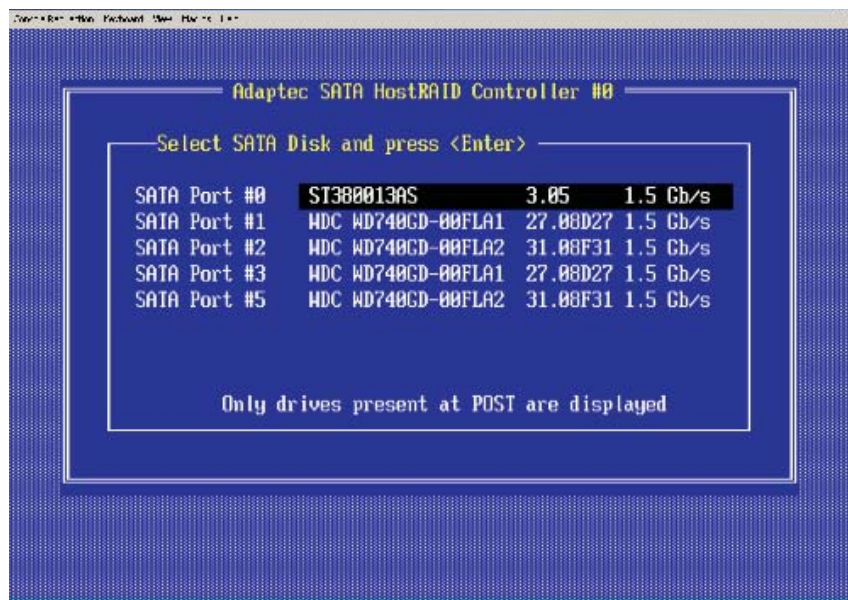 Keyboard View
Adaptec SATA HostRAID Controller #0
Select SATA Disk and press <Enter>
SATA Port #0 ST380013AS 3.05 1.5 Gb/s
SATA Port #1 WDC WD740GD-00FLA1 27.08D27 1.5 Gb/s
SATA Port #2 WDC WD740GD-00FLA2 31.08F31 1.5 Gb/s
SATA Port #3 WDC WD740GD-00FLA1 27.08D27 1.5 Gb/s
SATA Port #5 WDC WD740GD-00FLA2 31.08F31 1.5 Gb/s
Only drives present at POST are displayed